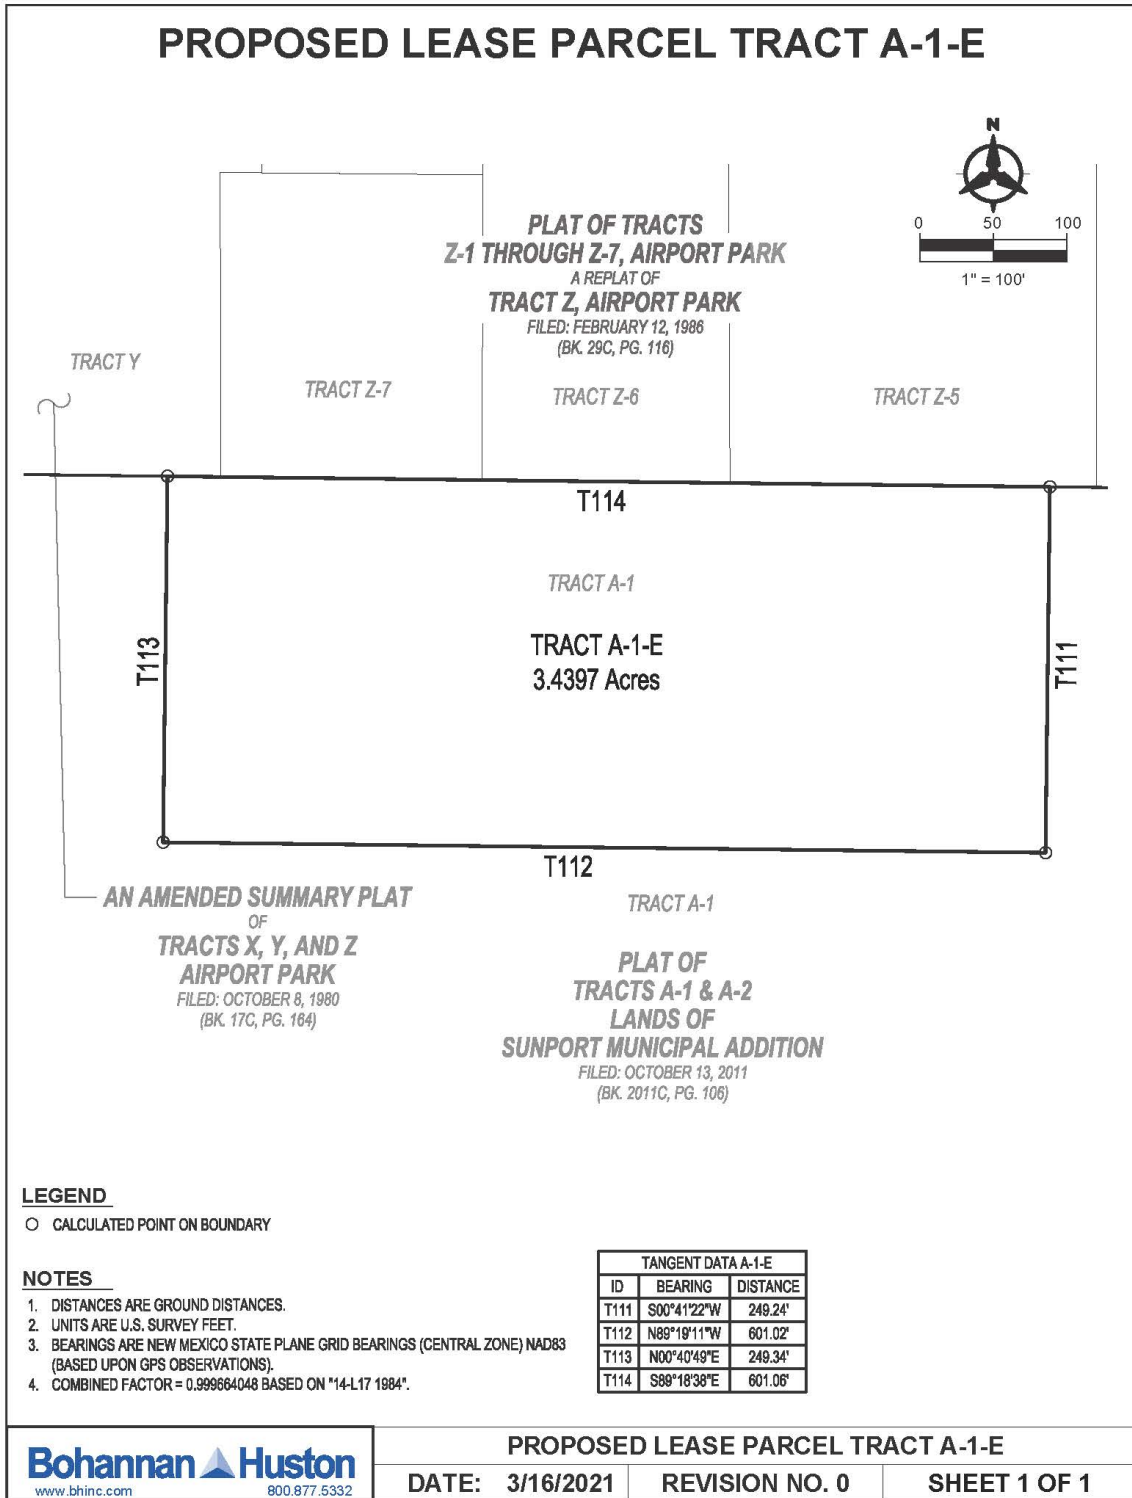 PROPOSED LEASE PARCEL TRACT A-1-E
N
0 50 100
1" = 100'
PLAT OF TRACTS
Z-1 THROUGH Z-7, AIRPORT PARK
A REPLAT OF
TRACT Z, AIRPORT PARK
FILED: FEBRUARY 12, 1986
(BK. 29C, PG. 116)
TRACT Y
TRACT Z-7
TRACT Z-6
TRACT Z-5
T114
TRACT A-1
TRACT A-1-E
3.4397 Acres
T113
T111
T112
AN AMENDED SUMMARY PLAT
OF
TRACTS X, Y, AND Z
AIRPORT PARK
FILED: OCTOBER 8, 1980
(BK. 17C, PG. 164)
TRACT A-1
PLAT OF
TRACTS A-1 & A-2
LANDS OF
SUNPORT MUNICIPAL ADDITION
FILED: OCTOBER 13, 2011
(BK. 2011C, PG. 106)
LEGEND
CALCULATED POINT ON BOUNDARY
NOTES
1. DISTANCES ARE GROUND DISTANCES.
2. UNITS ARE U.S. SURVEY FEET.
3. BEARINGS ARE NEW MEXICO STATE PLANE GRID BEARINGS (CENTRAL ZONE) NAD83
(BASED UPON GPS OBSERVATIONS).
4. COMBINED FACTOR = 0.999664048 BASED ON "14-L17 1984".
TANGENT DATA A-1-E
ID BEARING DISTANCE
T111 S00°41'22"W 249.24'
T112 N89°19'11"W 601.02'
T113 N00°40'49"E 249.34'
T114 S89°18'38"E 601.06'
Bohannan Huston
www.bhinc.com 800.877.5332
PROPOSED LEASE PARCEL TRACT A-1-E
DATE: 3/16/2021 REVISION NO. 0 SHEET 1 OF 1